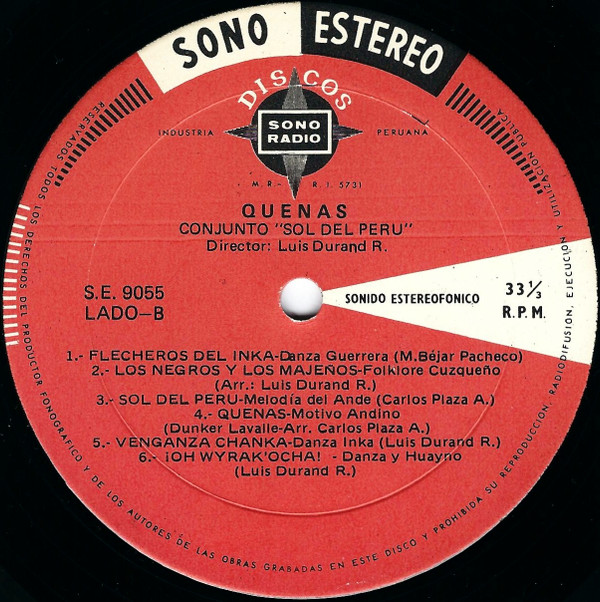 SONO ESTEREO
DISCOS
INDUSTRIA SONO RADIO PERUANA
- M.R.- R.I. 5731
QUENAS
CONJUNTO "SOL DEL PERU"
Director: Luis Durand R.
S.E. 9055
LADO-B
SONIDO ESTEREOFONICO
33⅓
R.P.M.
1.- FLECHEROS DEL INKA-Danza Guerrera (M.Béjar Pacheco)
2.- LOS NEGROS Y LOS MAJEÑOS-Folklore Cuzqueño
(Arr.: Luis Durand R.)
3.- SOL DEL PERU-Melodía del Ande (Carlos Plaza A.)
4.- QUENAS-Motivo Andino
(Dunker Lavalle-Arr. Carlos Plaza A.)
5.- VENGANZA CHANKA-Danza Inka (Luis Durand R.)
6.- ¡OH WYRAK'OCHA! - Danza y Huayno
(Luis Durand R.)
RESERVADOS TODOS LOS DERECHOS DEL PRODUCTOR FONOGRAFICO Y DE LOS AUTORES DE LAS OBRAS GRABADAS EN ESTE DISCO Y PROHIBIDA SU REPRODUCCION, RADIODIFUSION, EJECUCION Y UTILIZACION PUBLICA